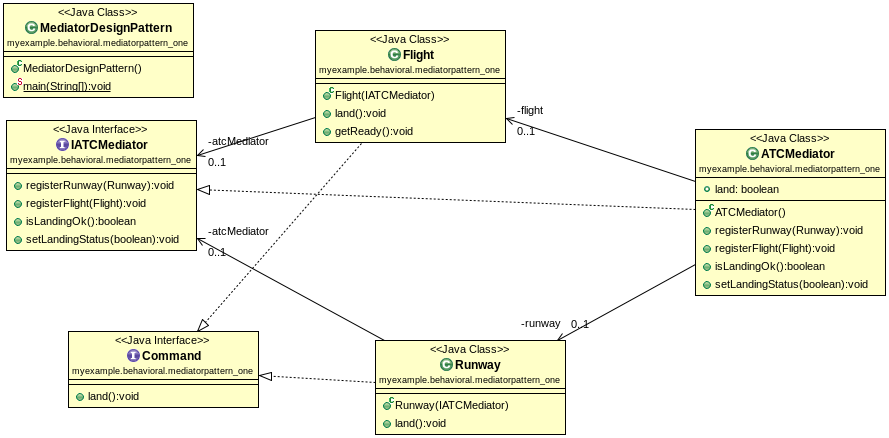 <<Java Class>>
MediatorDesignPattern
myexample.behavioral.mediatorpattern_one
MediatorDesignPattern()
main(String[]):void
<<Java Class>>
Flight
myexample.behavioral.mediatorpattern_one
Flight(IATCMediator)
land():void
getReady():void
<<Java Interface>>
IATCMediator
myexample.behavioral.mediatorpattern_one
registerRunway(Runway):void
registerFlight(Flight):void
isLandingOk():boolean
setLandingStatus(boolean):void
-atcMediator
0..1
-flight
0..1
<<Java Class>>
ATCMediator
myexample.behavioral.mediatorpattern_one
land: boolean
ATCMediator()
registerRunway(Runway):void
registerFlight(Flight):void
isLandingOk():boolean
setLandingStatus(boolean):void
-atcMediator
0..1
-runway
0..1
<<Java Interface>>
Command
myexample.behavioral.mediatorpattern_one
land():void
<<Java Class>>
Runway
myexample.behavioral.mediatorpattern_one
Runway(IATCMediator)
land():void